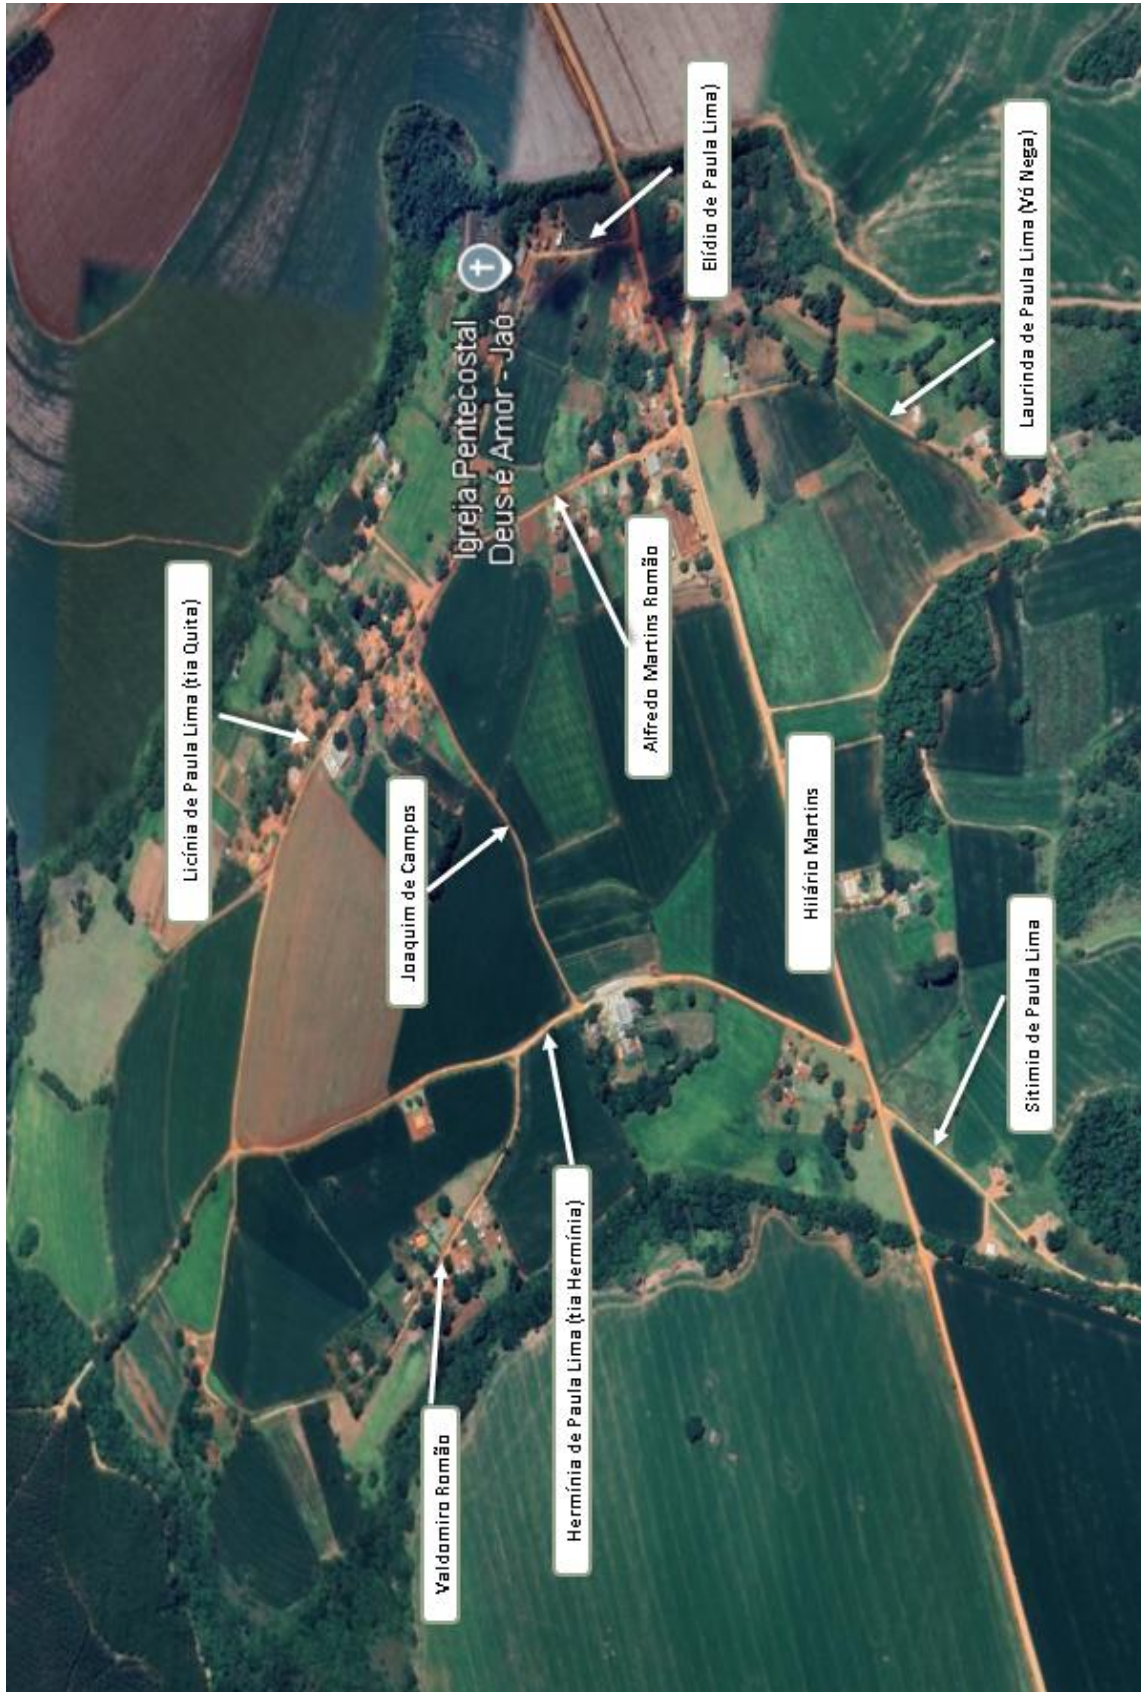 Valdomiro Romão
Hermínia de Paula Lima (tia Hermínia)
Joaquim de Campos
Licínia de Paula Lima (tia Quita)
Igreja Pentecostal
Deus é Amor - Jaó
Alfredo Martins Romão
Elídio de Paula Lima)
Hilário Martins
Sitimio de Paula Lima
Laurinda de Paula Lima (Vó Nega)